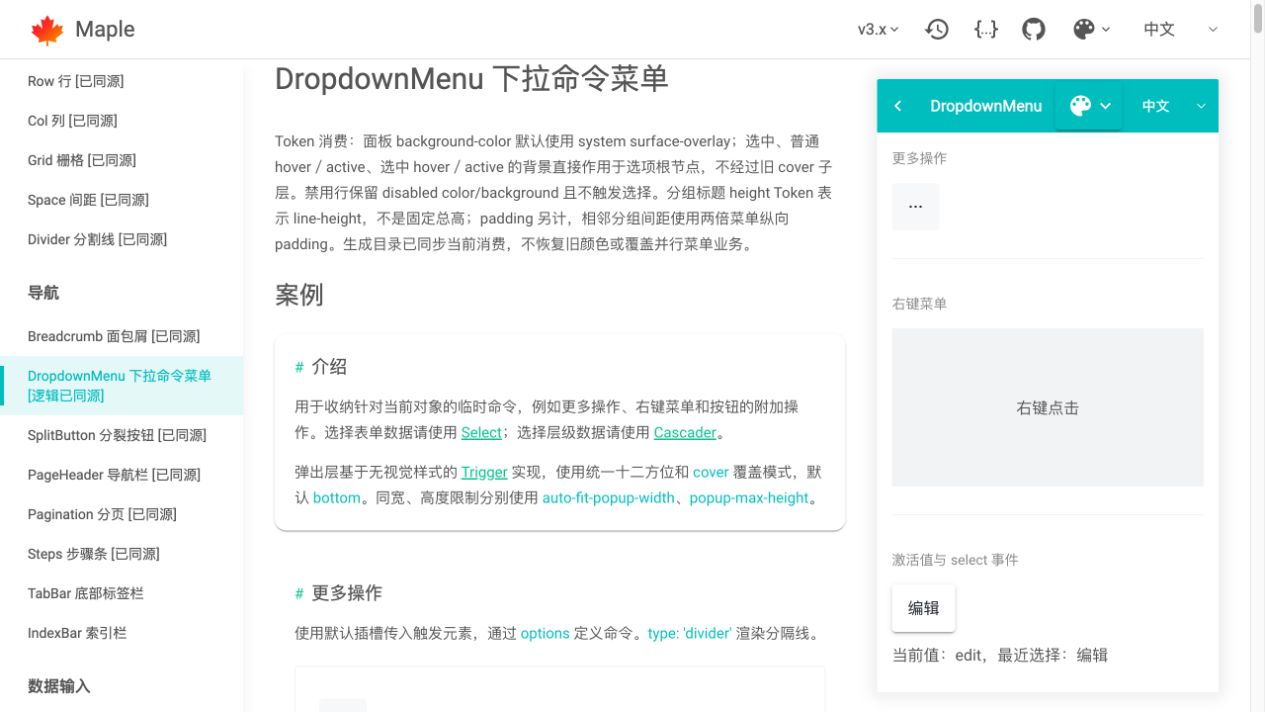 Maple
v3.x
{...}
中文
Row 行 [已同源]
Col 列 [已同源]
Grid 栅格 [已同源]
Space 间距 [已同源]
Divider 分割线 [已同源]
导航
Breadcrumb 面包屑 [已同源]
DropdownMenu 下拉命令菜单
[逻辑已同源]
SplitButton 分裂按钮 [已同源]
PageHeader 导航栏 [已同源]
Pagination 分页 [已同源]
Steps 步骤条 [已同源]
TabBar 底部标签栏
IndexBar 索引栏
数据输入
DropdownMenu 下拉命令菜单
Token 消费：面板 background-color 默认使用 system surface-overlay；选中、普通
hover / active、选中 hover / active 的背景直接作用于选项根节点，不经过旧 cover 子
层。禁用行保留 disabled color/background 且不触发选择。分组标题 height Token 表
示 line-height，不是固定总高；padding 另计，相邻分组间距使用两倍菜单纵向
padding。生成目录已同步当前消费，不恢复旧颜色或覆盖并行菜单业务。
案例
# 介绍
用于收纳针对当前对象的临时命令，例如更多操作、右键菜单和按钮的附加操
作。选择表单数据请使用 Select；选择层级数据请使用 Cascader。
弹出层基于无视觉样式的 Trigger 实现，使用统一十二方位和 cover 覆盖模式，默
认 bottom。同宽、高度限制分别使用 auto-fit-popup-width、popup-max-height。
# 更多操作
使用默认插槽传入触发元素，通过 options 定义命令。type: 'divider' 渲染分隔线。
DropdownMenu
中文
更多操作
...
右键菜单
右键点击
激活值与 select 事件
编辑
当前值：edit，最近选择：编辑